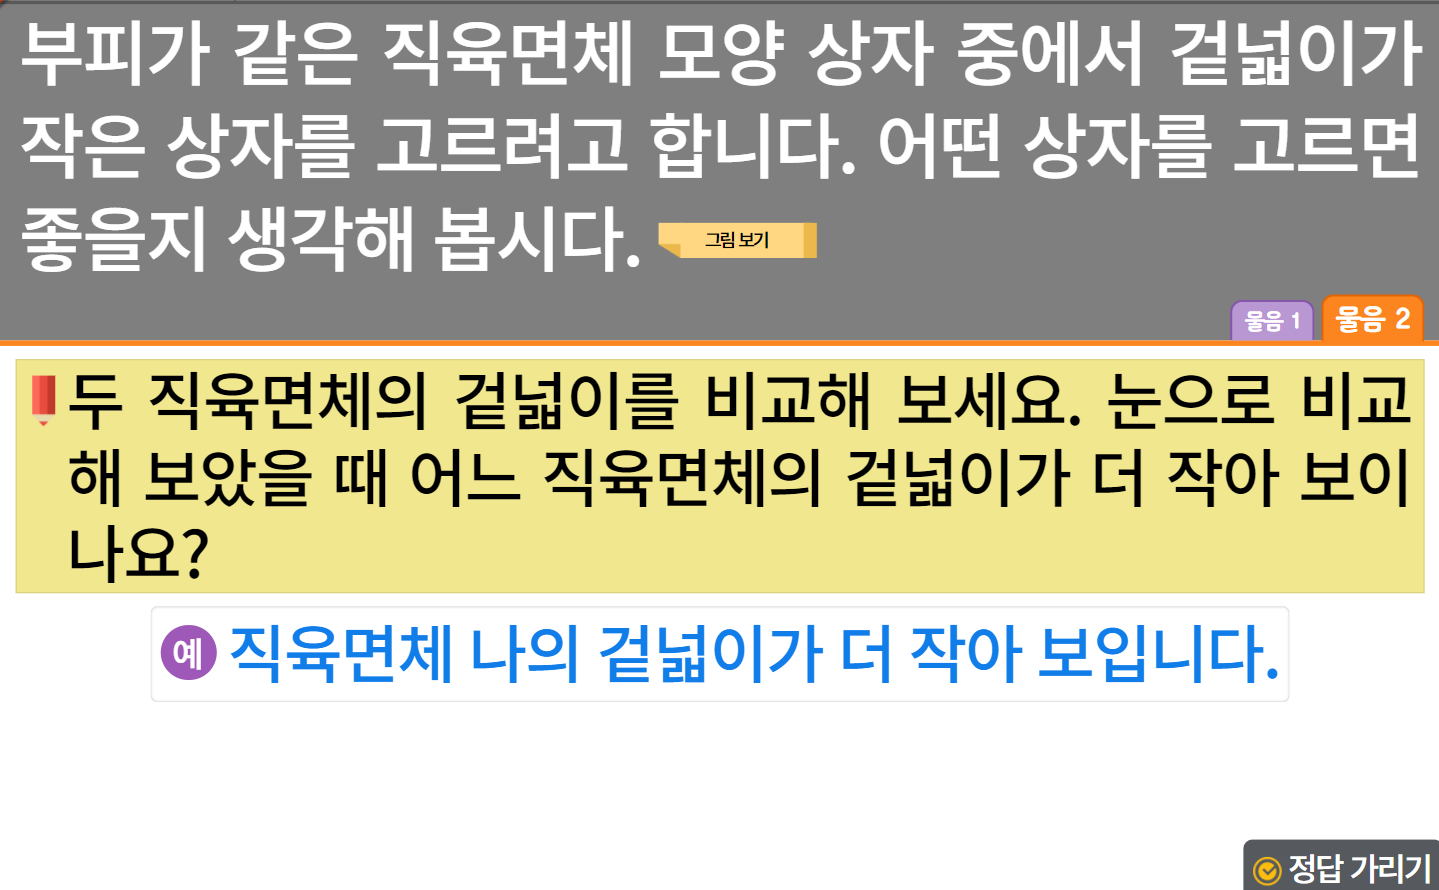 부피가 같은 직육면체 모양 상자 중에서 겉넓이가
작은 상자를 고르려고 합니다. 어떤 상자를 고르면
좋을지 생각해 봅시다. 그림 보기
물음 1 물음 2
두 직육면체의 겉넓이를 비교해 보세요. 눈으로 비교
해 보았을 때 어느 직육면체의 겉넓이가 더 작아 보이
나요?
예 직육면체 나의 겉넓이가 더 작아 보입니다.
정답 가리기